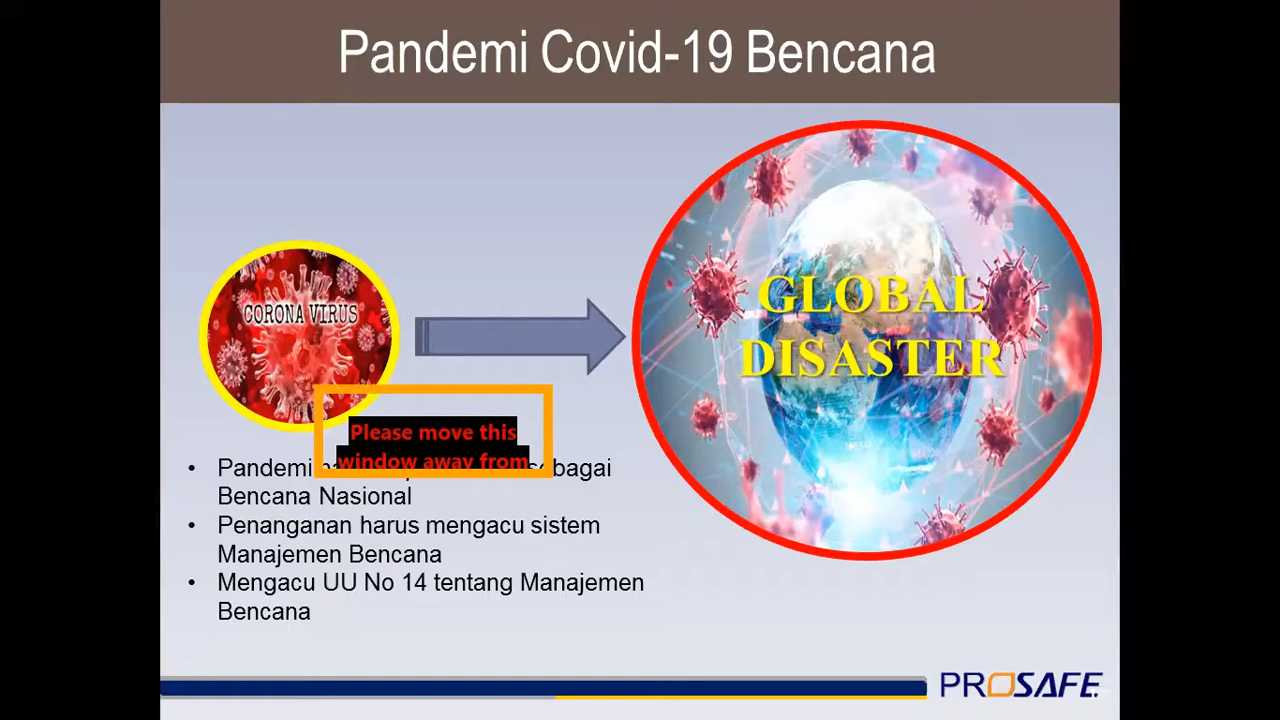 Pandemi Covid-19 Bencana
CORONA VIRUS
GLOBAL
DISASTER
Please move this
window away from
Pandemi sebagai
Bencana Nasional
• Penanganan harus mengacu sistem
Manajemen Bencana
• Mengacu UU No 14 tentang Manajemen
Bencana
PROSAFE.